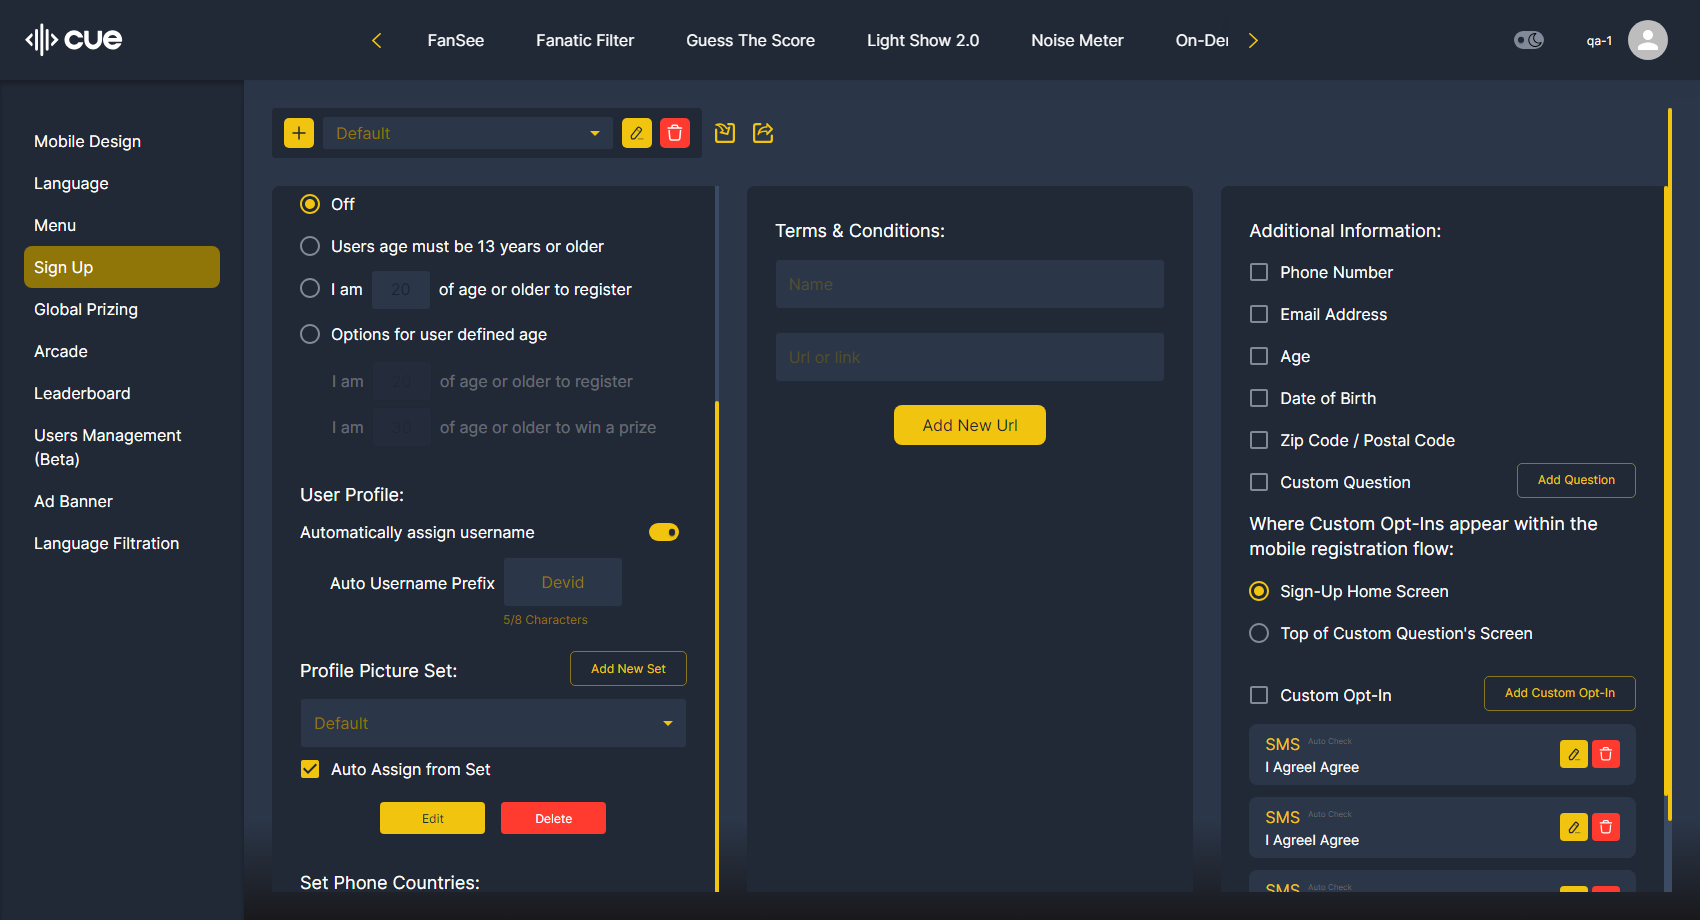 cue
FanSee
Fanatic Filter
Guess The Score
Light Show 2.0
Noise Meter
On-Der
qa-1
Mobile Design
Language
Menu
Sign Up
Global Prizing
Arcade
Leaderboard
Users Management
(Beta)
Ad Banner
Language Filtration
Default
Off
Users age must be 13 years or older
I am 20 of age or older to register
Options for user defined age
I am of age or older to register
I am of age or older to win a prize
User Profile:
Automatically assign username
Auto Username Prefix Devid
5/8 Characters
Profile Picture Set: Add New Set
Default
Auto Assign from Set
Edit Delete
Set Phone Countries:
Terms & Conditions:
Name
Url or link
Add New Url
Additional Information:
Phone Number
Email Address
Age
Date of Birth
Zip Code / Postal Code
Custom Question Add Question
Where Custom Opt-Ins appear within the
mobile registration flow:
Sign-Up Home Screen
Top of Custom Question's Screen
Custom Opt-In Add Custom Opt-In
SMS Auto Check
I AgreeI Agree
SMS Auto Check
I AgreeI Agree
SMS Auto Check